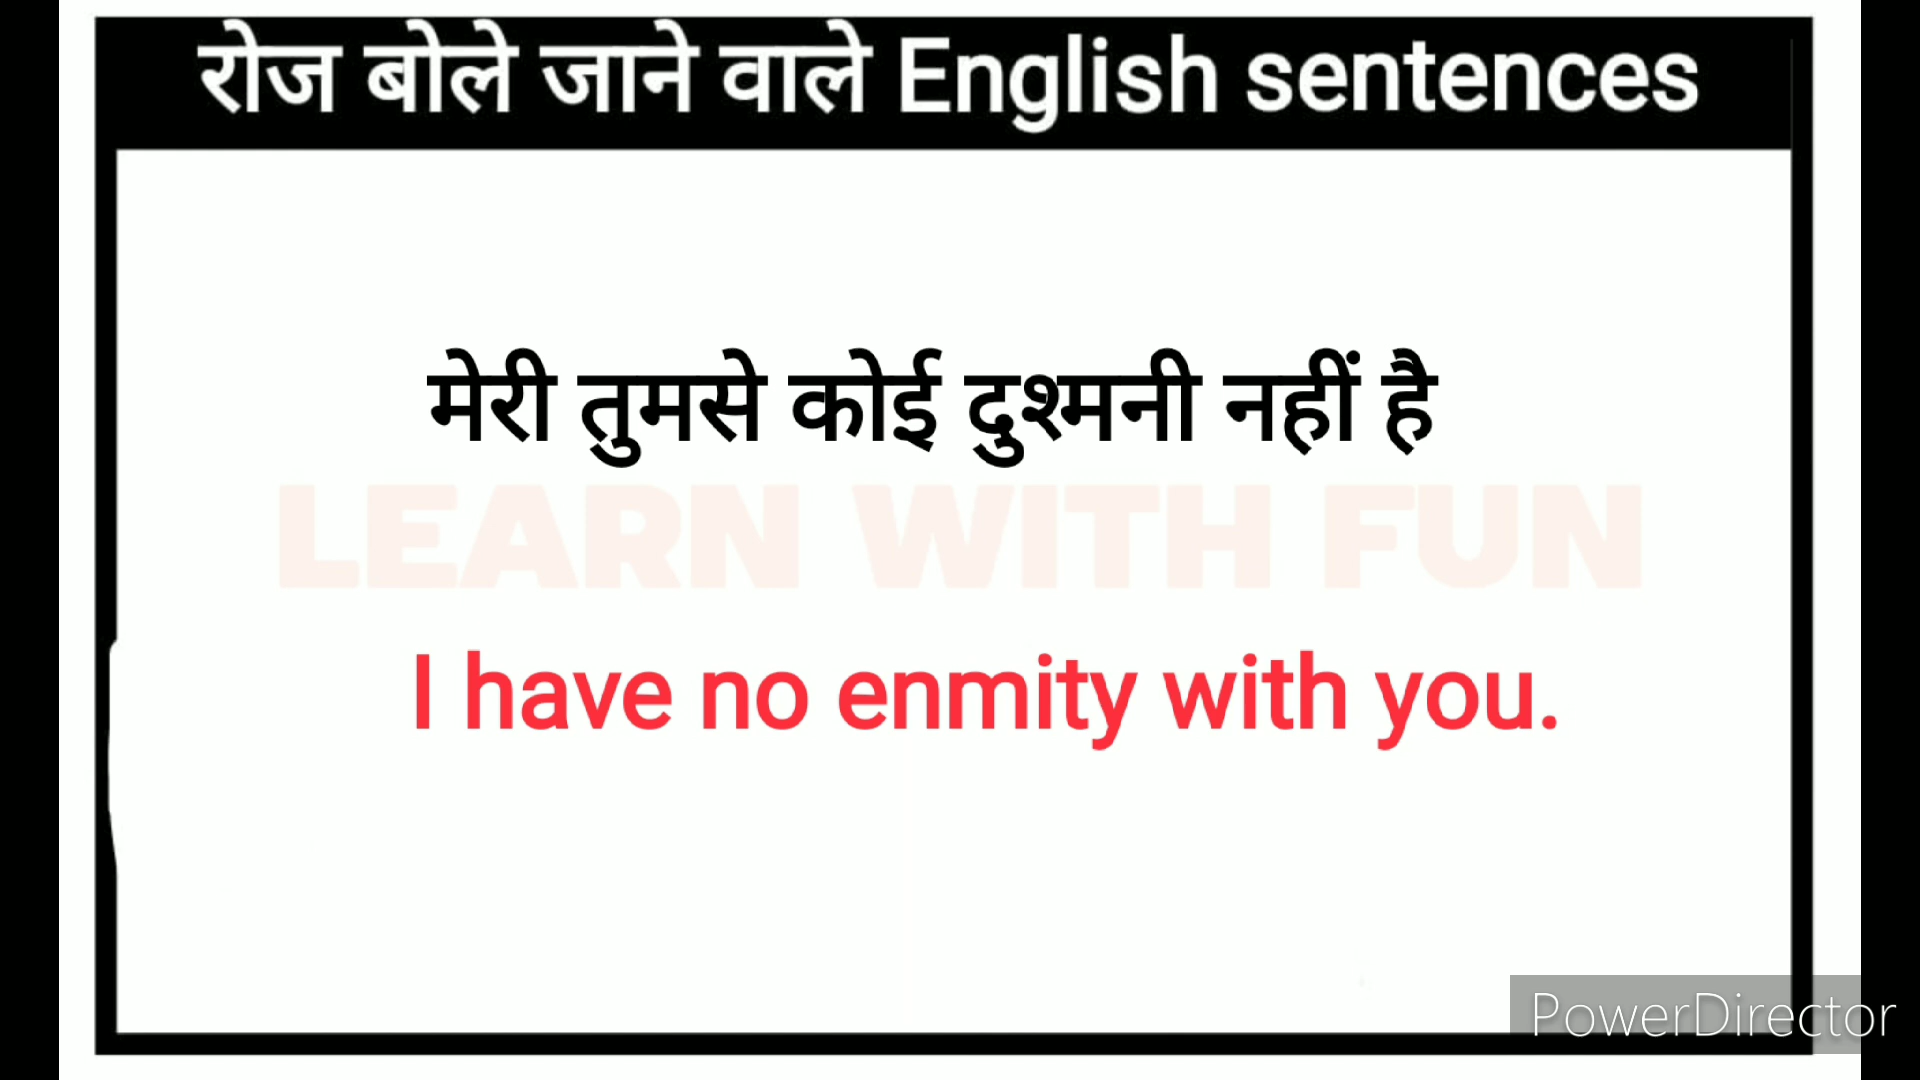 रोज बोले जाने वाले English sentences
मेरी तुमसे कोई दुश्मनी नहीं है
LEARN WITH FUN
I have no enmity with you.
PowerDirector